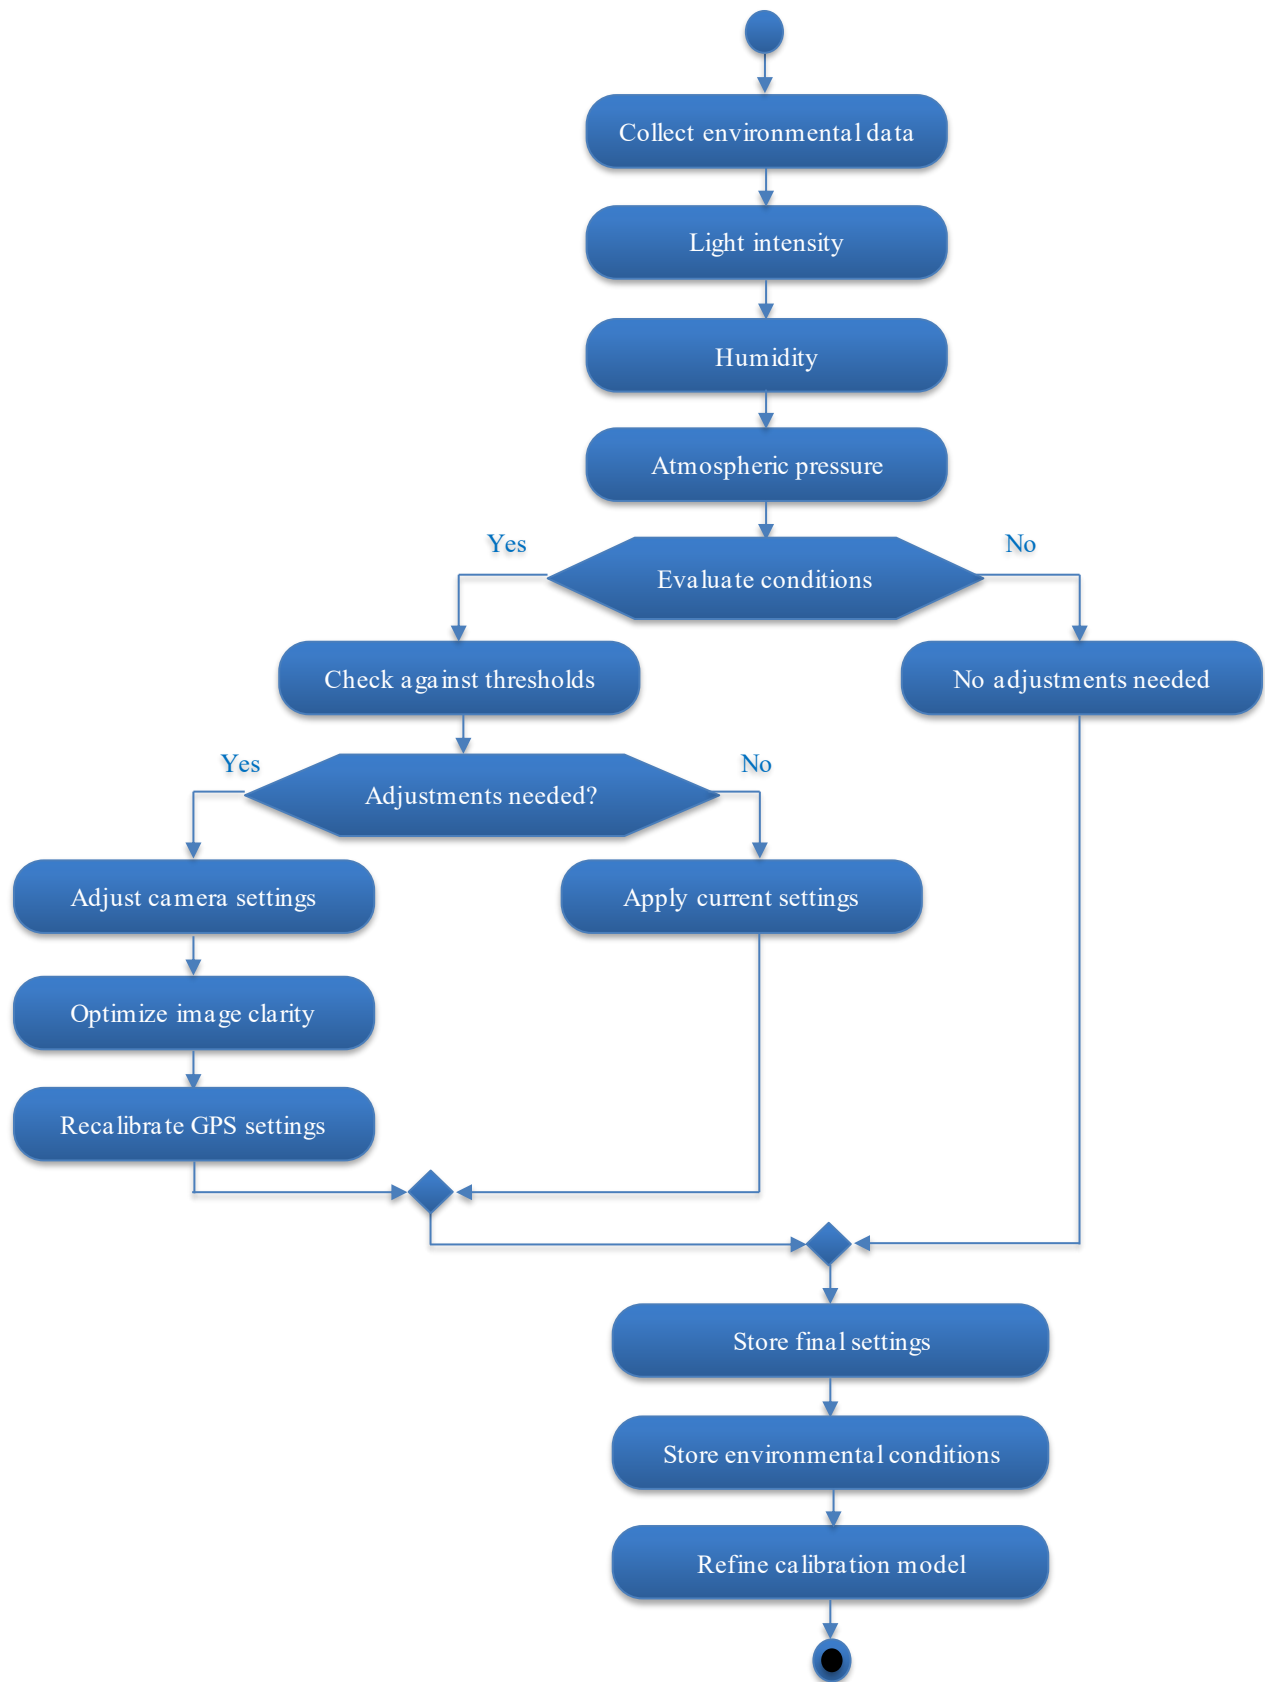 Collect environmental data
Light intensity
Humidity
Atmospheric pressure
Yes
No
Evaluate conditions
Check against thresholds
No adjustments needed
Yes
No
Adjustments needed?
Adjust camera settings
Apply current settings
Optimize image clarity
Recalibrate GPS settings
Store final settings
Store environmental conditions
Refine calibration model